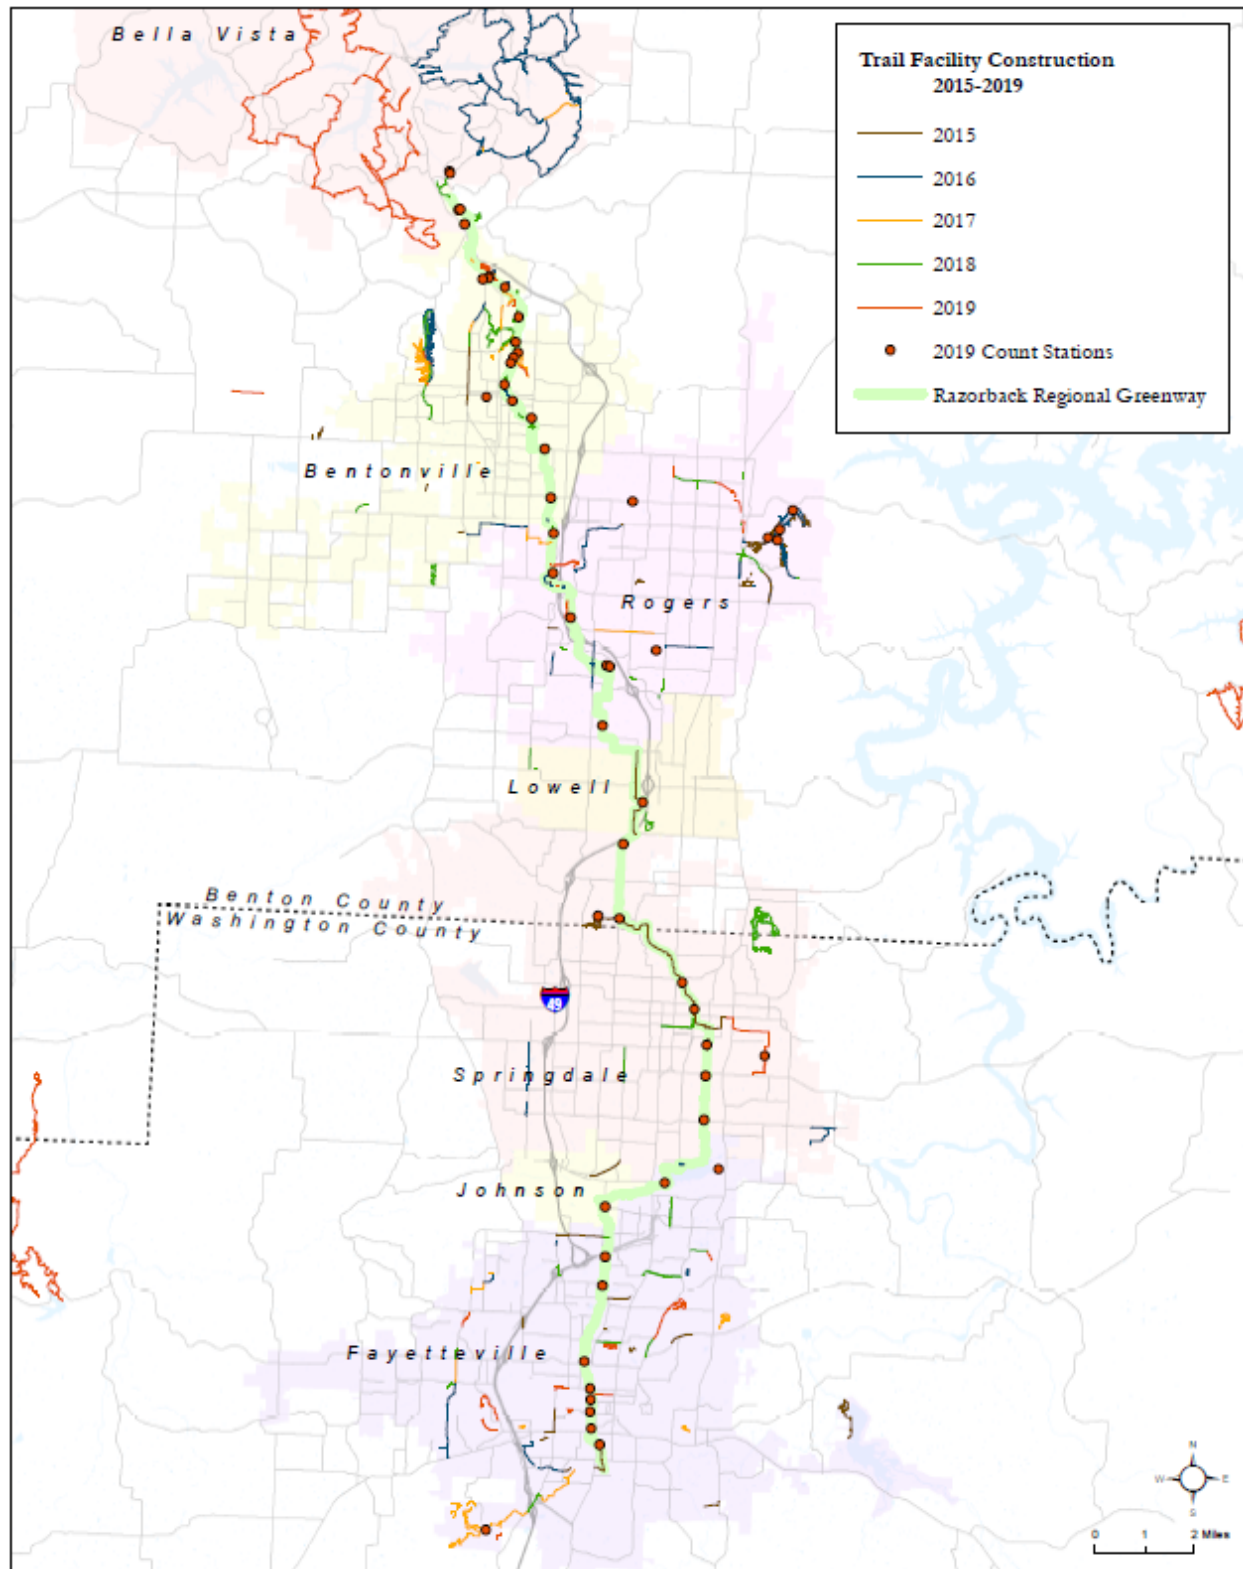 Bella Vista
Trail Facility Construction
2015-2019
2015
2016
2017
2018
2019
2019 Count Stations
Razorback Regional Greenway
Bentonville
Rogers
Lowell
Benton County
Washington County
49
Springdale
Johnson
Fayetteville
N
W E
S
0 1 2 Miles